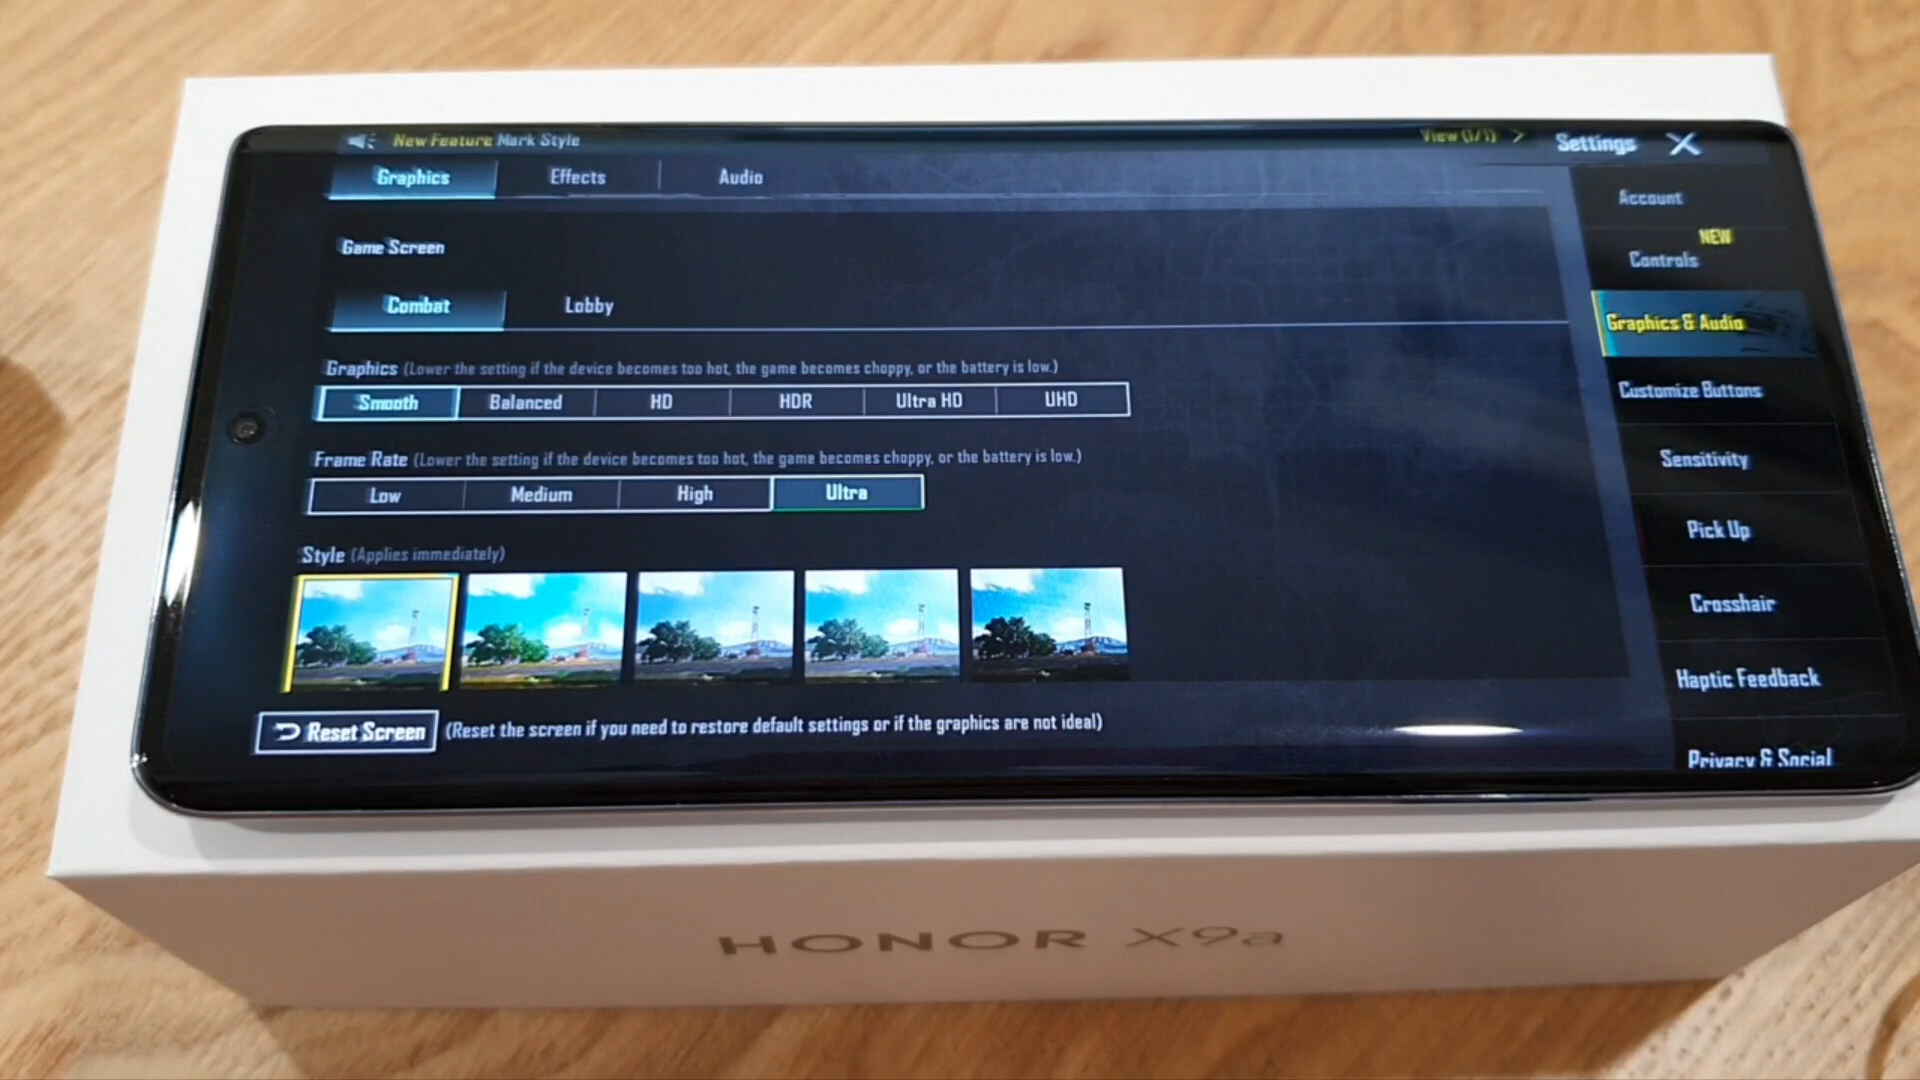 New Feature Mark Style
View (1/1) >
Settings
Graphics Effects Audio
Account
NEW
Controls
Game Screen
Combat Lobby
Graphics & Audio
Graphics (Lower the setting if the device becomes too hot, the game becomes choppy, or the battery is low.)
Smooth Balanced HD HDR Ultra HD UHD
Customize Buttons
Frame Rate (Lower the setting if the device becomes too hot, the game becomes choppy, or the battery is low.)
Low Medium High Ultra
Sensitivity
Pick Up
Style (Applies immediately)
Crosshair
Haptic Feedback
Reset Screen (Reset the screen if you need to restore default settings or if the graphics are not ideal)
Privacy & Social
HONOR X9a